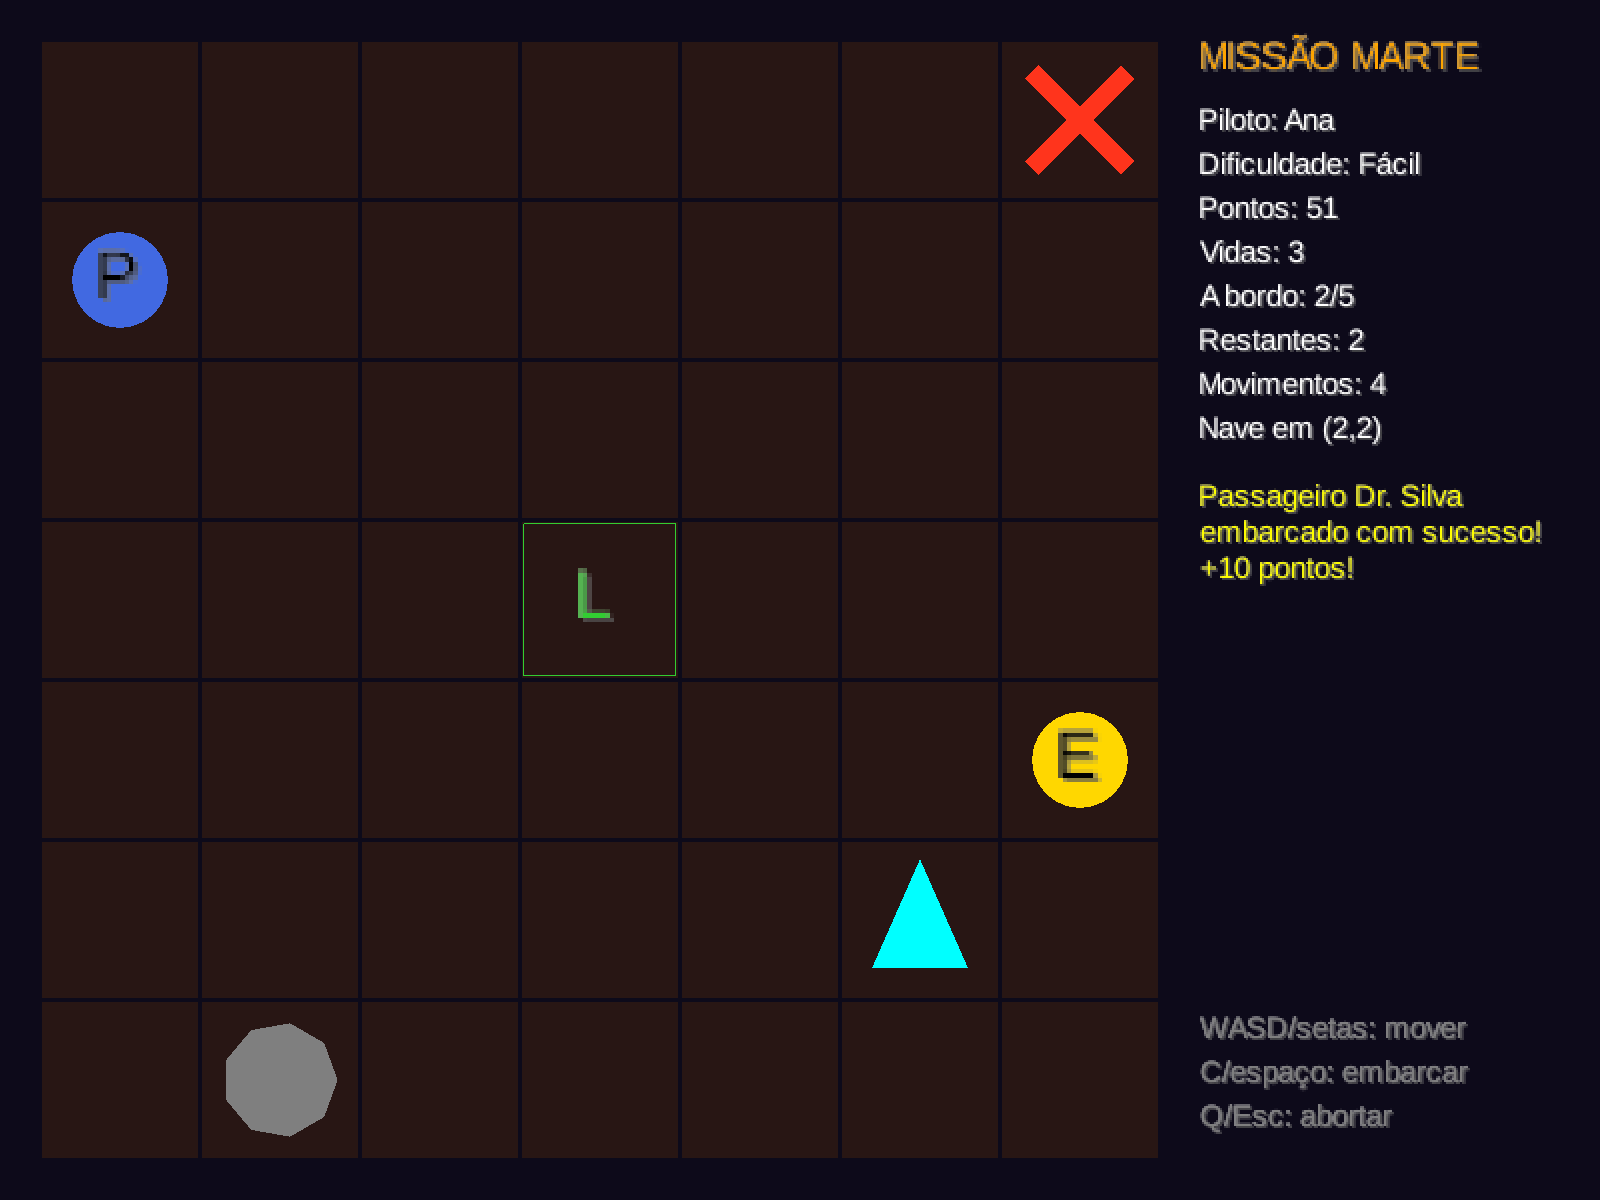 MISSÃO MARTE
Piloto: Ana
Dificuldade: Fácil
P
Pontos: 51
Vidas: 3
A bordo: 2/5
Restantes: 2
Movimentos: 4
Nave em (2,2)
Passageiro Dr. Silva
embarcado com sucesso!
+10 pontos!
L
E
WASD/setas: mover
C/espaço: embarcar
Q/Esc: abortar